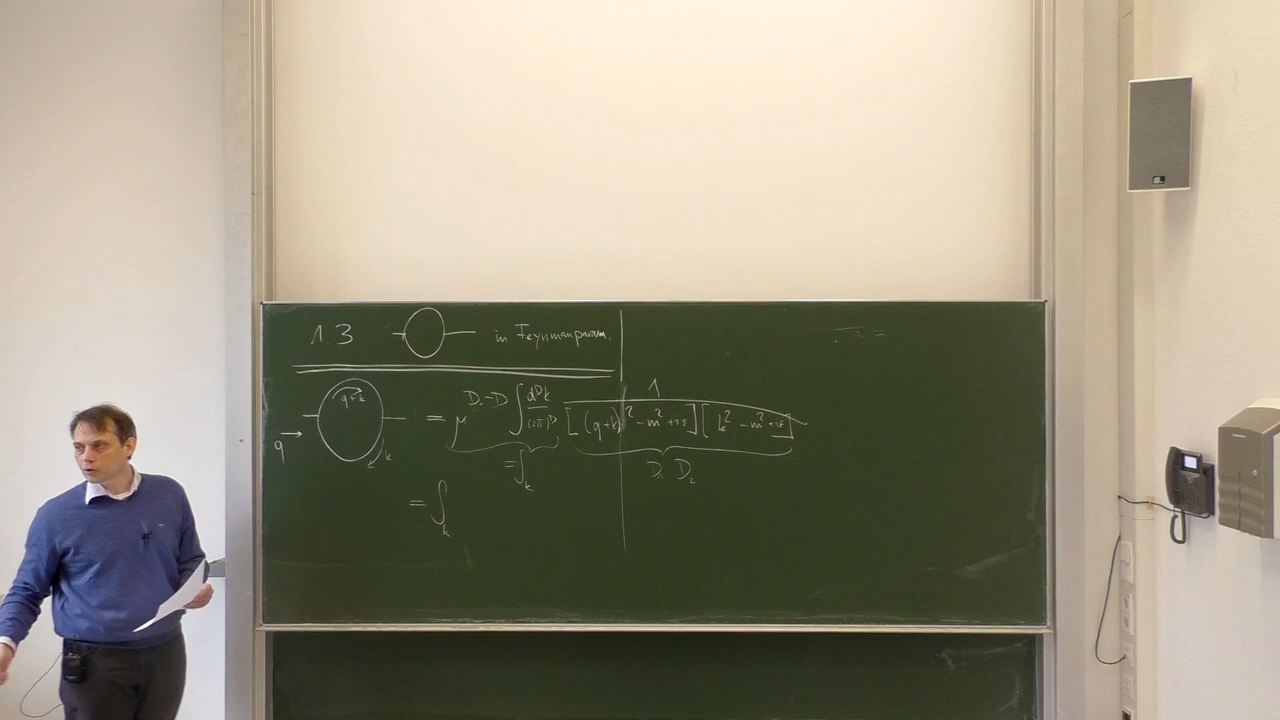 1.3 in Feynmanparam.
q+k
q → k
= μ^{D₀-D} ∫ d^Dk/(2π)^D 1/([(q+k)² -m²+iε][k² -m²+iε])
= ∫_k D₁ D₂
= ∫_k